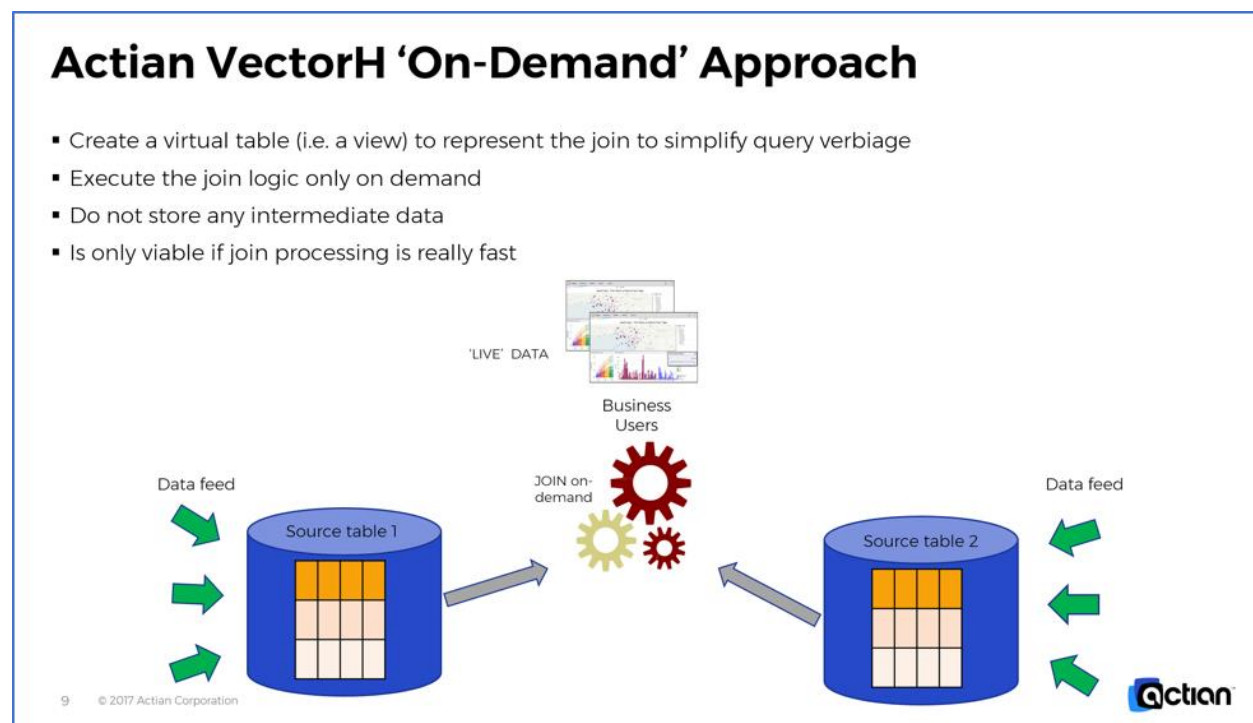 Actian VectorH ‘On-Demand’ Approach
▪ Create a virtual table (i.e. a view) to represent the join to simplify query verbiage
▪ Execute the join logic only on demand
▪ Do not store any intermediate data
▪ Is only viable if join processing is really fast
‘LIVE’ DATA
Business
Users
Data feed
JOIN on-
demand
Data feed
Source table 1
Source table 2
9
© 2017 Actian Corporation
actian